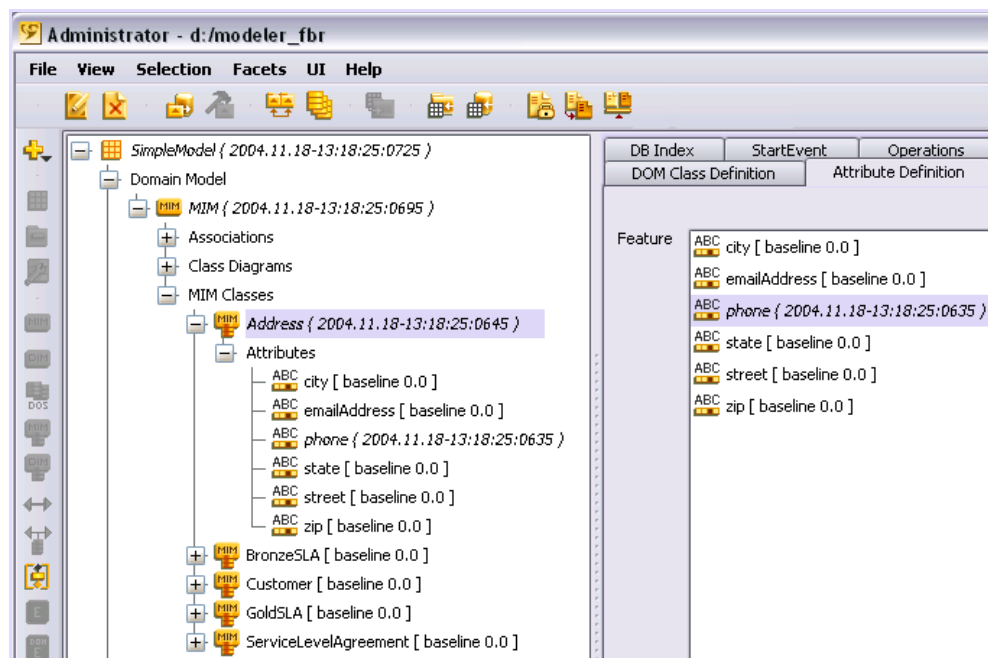 Administrator - d:/modeler_fbr
File View Selection Facets UI Help
SimpleModel { 2004.11.18-13:18:25:0725 }
Domain Model
MIM
MIM { 2004.11.18-13:18:25:0695 }
Associations
Class Diagrams
MIM Classes
MIM
Address { 2004.11.18-13:18:25:0645 }
Attributes
ABC city [ baseline 0.0 ]
ABC emailAddress [ baseline 0.0 ]
ABC phone { 2004.11.18-13:18:25:0635 }
ABC state [ baseline 0.0 ]
ABC street [ baseline 0.0 ]
ABC zip [ baseline 0.0 ]
MIM BronzeSLA [ baseline 0.0 ]
MIM Customer [ baseline 0.0 ]
MIM GoldSLA [ baseline 0.0 ]
MIM ServiceLevelAgreement [ baseline 0.0 ]
MIM
DIM
DOS
MIM
DIM
E
DOM
E
DB Index StartEvent Operations
DOM Class Definition Attribute Definition
Feature
ABC city [ baseline 0.0 ]
ABC emailAddress [ baseline 0.0 ]
ABC phone { 2004.11.18-13:18:25:0635 }
ABC state [ baseline 0.0 ]
ABC street [ baseline 0.0 ]
ABC zip [ baseline 0.0 ]